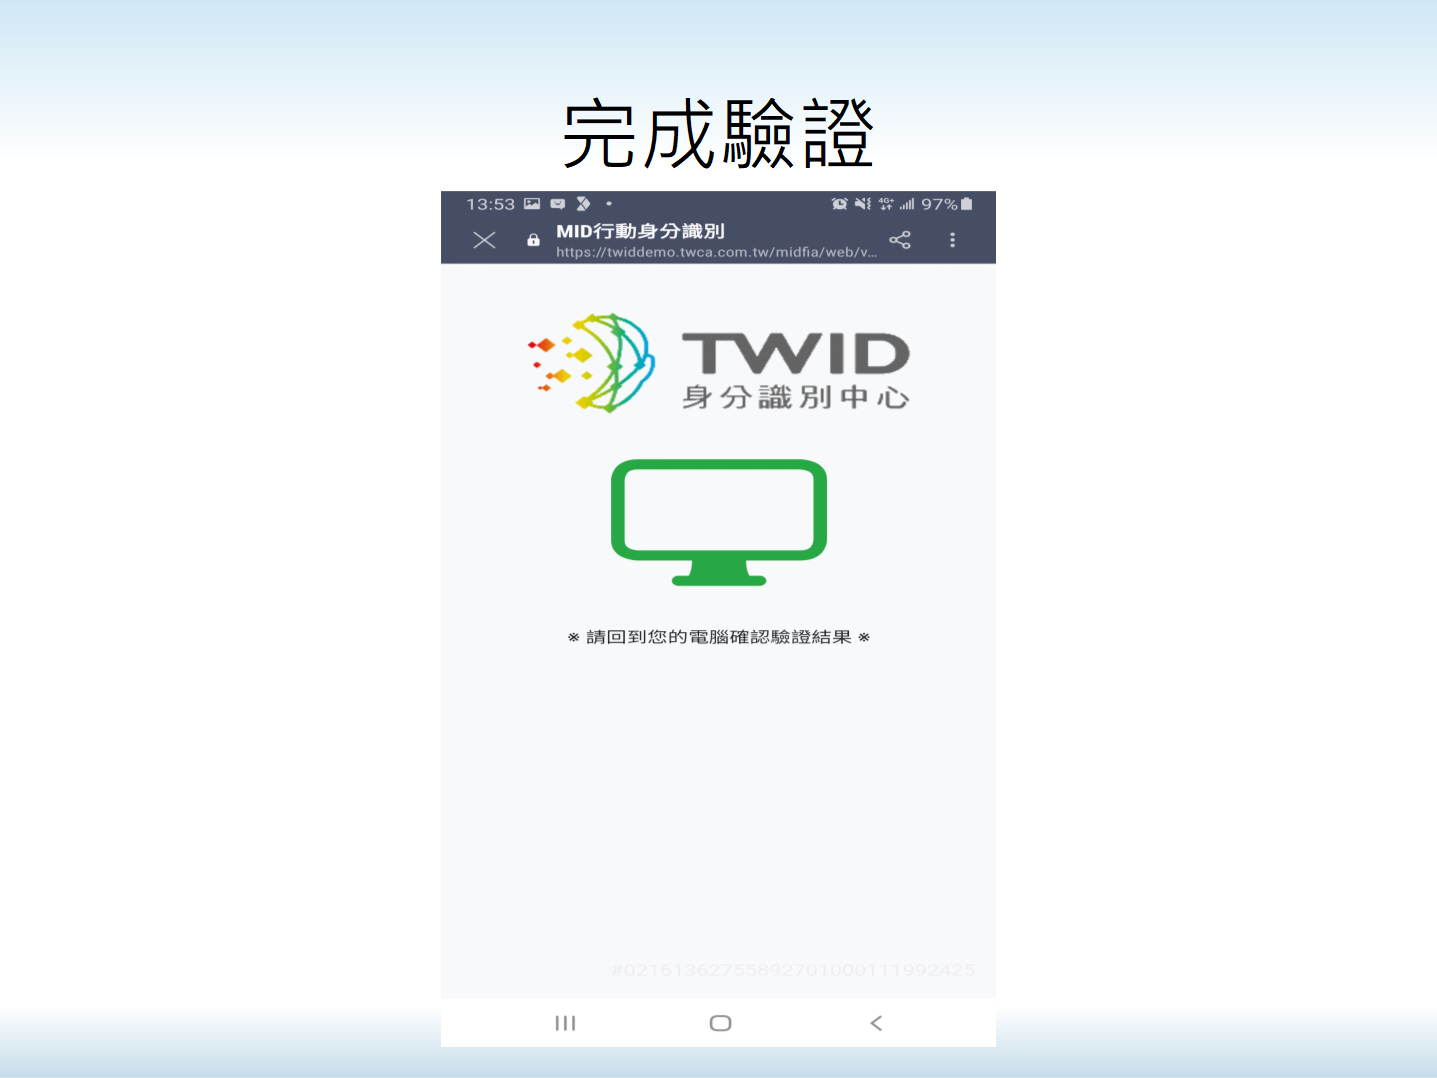 完成驗證
13:53
4G+
97%
MID行動身分識別
https://twiddemo.twca.com.tw/midfia/web/v...
TWID
身分識別中心
※ 請回到您的電腦確認驗證結果 ※
#02161362755892701000111992425